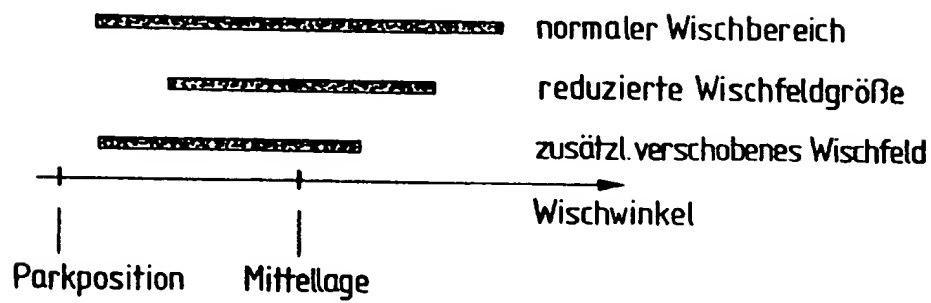 normaler Wischbereich
reduzierte Wischfeldgröße
zusätzl. verschobenes Wischfeld
Wischwinkel
Parkposition Mittellage